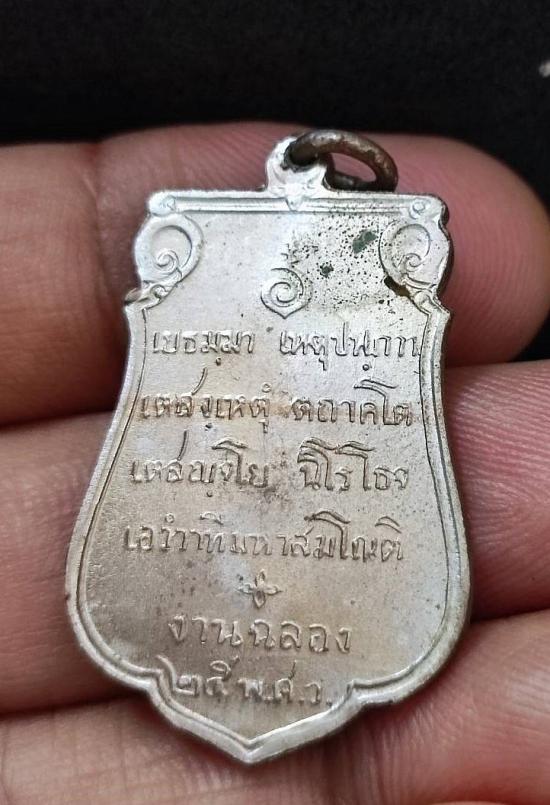 เยธมฺมา เหตุปฺปภวา
เตสํเหตุํ ตถาคโต
เตสญฺจโย นิโรโธจ
เอวํวาทีมหาสมโณติ
งานฉลอง
๒๕ พ.ศ.ว.